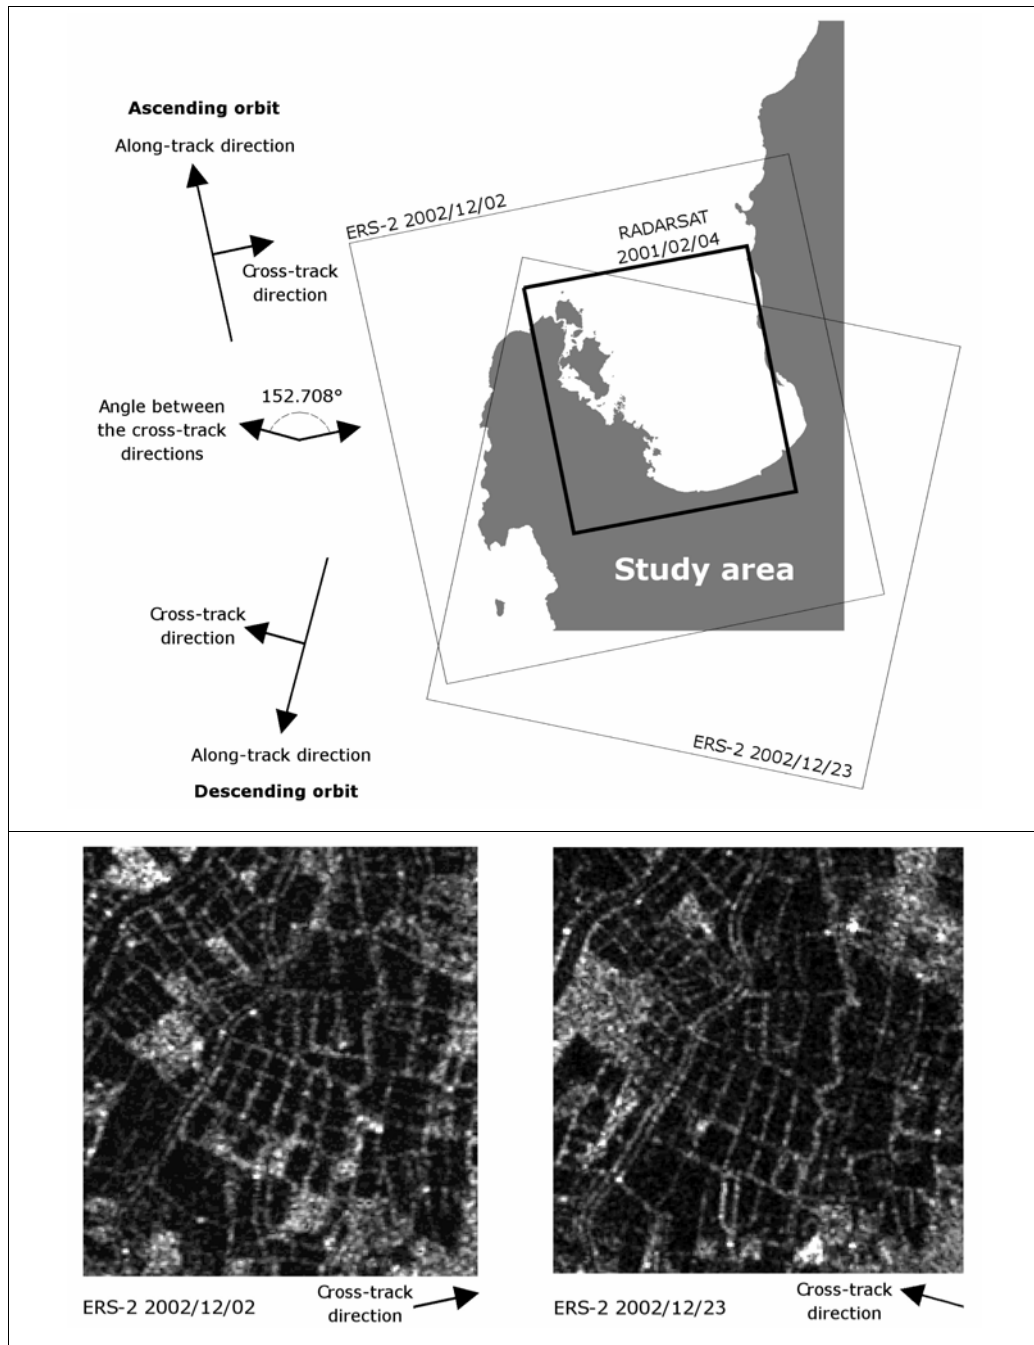 Ascending orbit
Along-track direction
Cross-track
direction
ERS-2 2002/12/02
RADARSAT
2001/02/04
152.708°
Angle between
the cross-track
directions
Study area
Cross-track
direction
Along-track direction
Descending orbit
ERS-2 2002/12/23
ERS-2 2002/12/02
Cross-track
direction
ERS-2 2002/12/23
Cross-track
direction